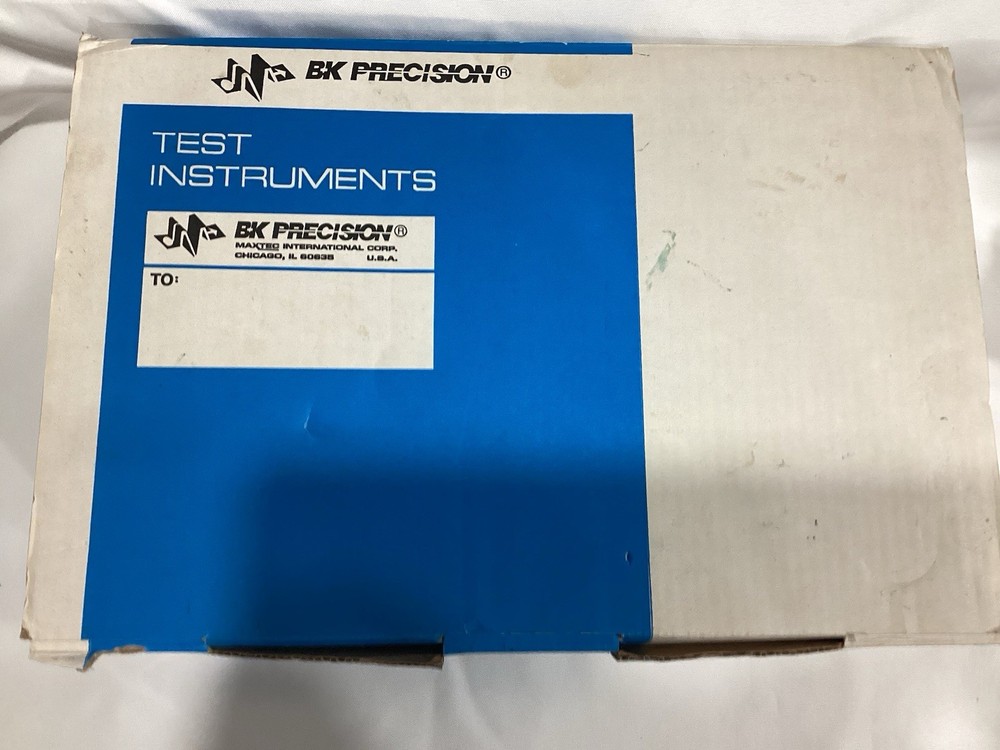 BK PRECISION®
TEST
INSTRUMENTS
BK PRECISION®
MAXTEC INTERNATIONAL CORP.
CHICAGO, IL 60635 U.S.A.
TO: